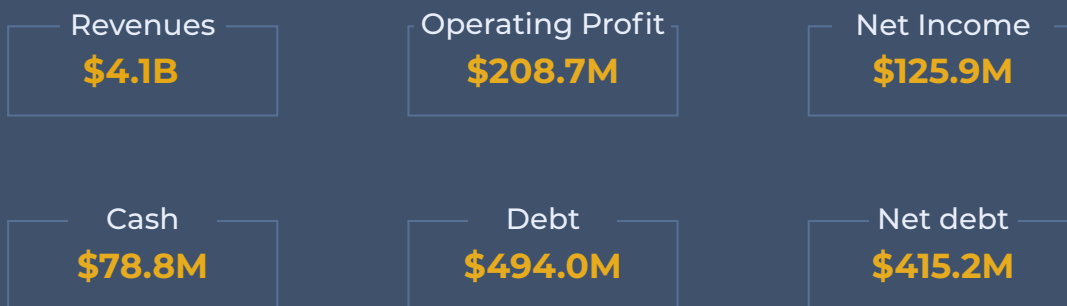 Revenues
$4.1B
Operating Profit
$208.7M
Net Income
$125.9M
Cash
$78.8M
Debt
$494.0M
Net debt
$415.2M